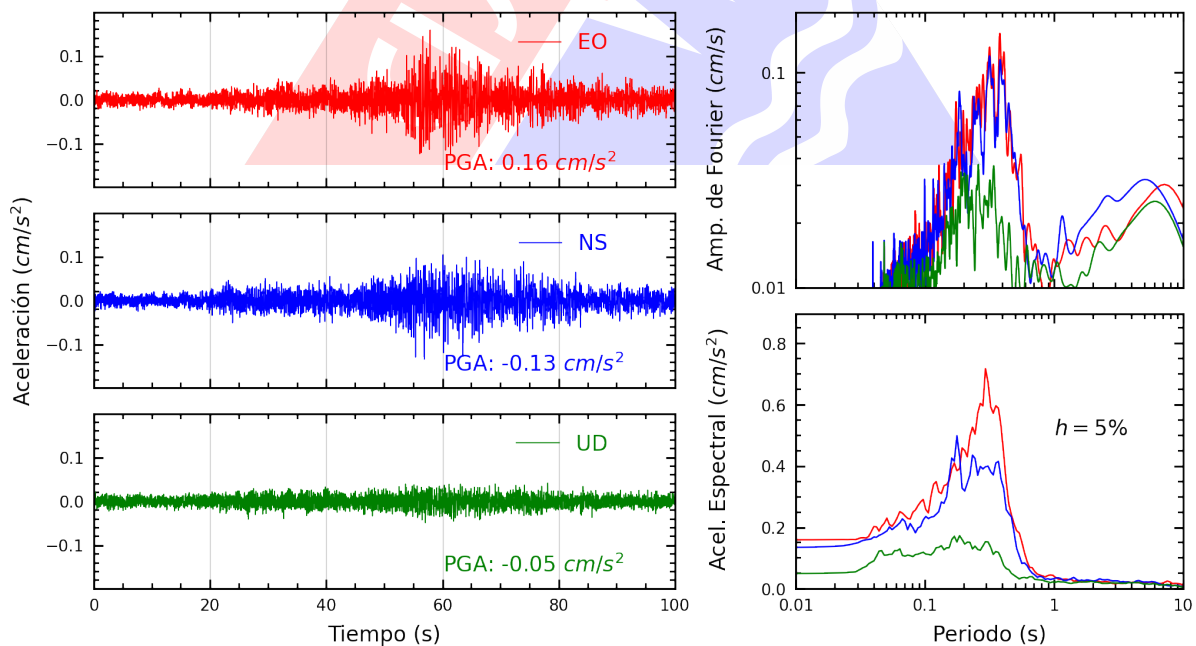 Aceleración (cm/s²)
0.1
0.0
−0.1
EO
PGA: 0.16 cm/s²
0.1
0.0
−0.1
NS
PGA: -0.13 cm/s²
0.1
0.0
−0.1
UD
PGA: -0.05 cm/s²
0 20 40 60 80 100
Tiempo (s)
Amp. de Fourier (cm/s)
0.1
0.01
Acel. Espectral (cm/s²)
0.8
0.6
0.4
0.2
0.0
h = 5%
0.01 0.1 1 10
Periodo (s)